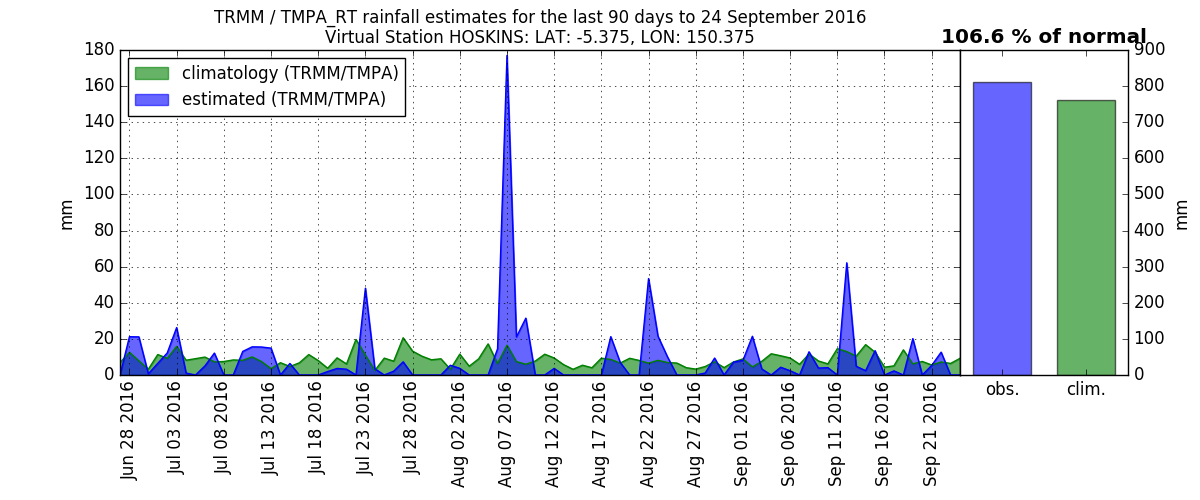 TRMM / TMPA_RT rainfall estimates for the last 90 days to 24 September 2016
Virtual Station HOSKINS: LAT: -5.375, LON: 150.375
106.6 % of normal
climatology (TRMM/TMPA)
estimated (TRMM/TMPA)
mm
180
160
140
120
100
80
60
40
20
0
Jun 28 2016
Jul 03 2016
Jul 08 2016
Jul 13 2016
Jul 18 2016
Jul 23 2016
Jul 28 2016
Aug 02 2016
Aug 07 2016
Aug 12 2016
Aug 17 2016
Aug 22 2016
Aug 27 2016
Sep 01 2016
Sep 06 2016
Sep 11 2016
Sep 16 2016
Sep 21 2016
900
800
700
600
500
400
300
200
100
0
mm
obs.
clim.